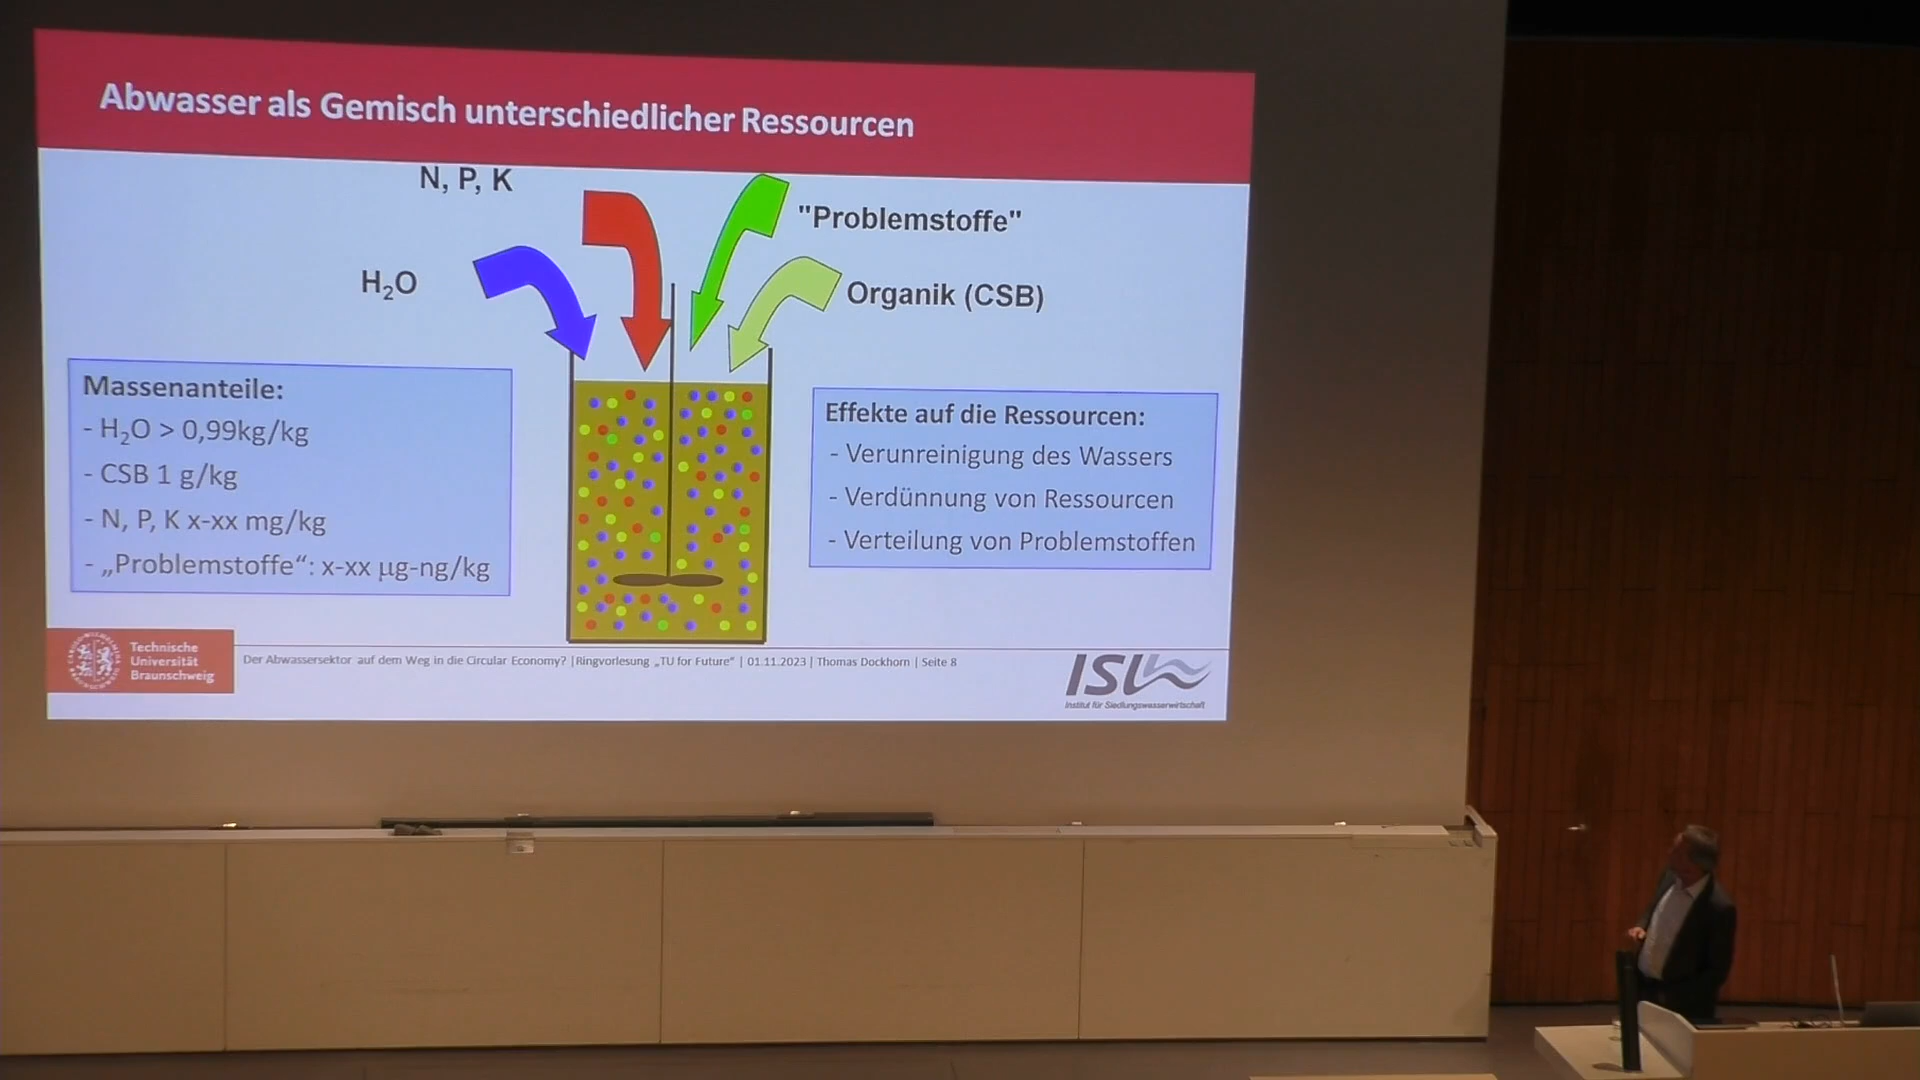 Abwasser als Gemisch unterschiedlicher Ressourcen
N, P, K
"Problemstoffe"
H₂O
Organik (CSB)
Massenanteile:
- H₂O > 0,99kg/kg
- CSB 1 g/kg
- N, P, K x-xx mg/kg
- „Problemstoffe“: x-xx µg-ng/kg
Effekte auf die Ressourcen:
- Verunreinigung des Wassers
- Verdünnung von Ressourcen
- Verteilung von Problemstoffen
Technische
Universität
Braunschweig
Der Abwassersektor auf dem Weg in die Circular Economy? |Ringvorlesung „TU for Future“ | 01.11.2023 | Thomas Dockhorn | Seite 8
ISW
Institut für Siedlungswasserwirtschaft